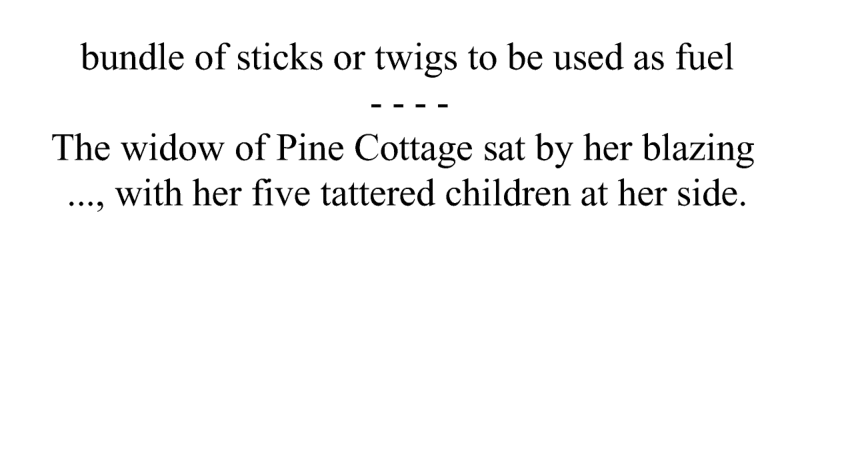 bundle of sticks or twigs to be used as fuel
- - - -
The widow of Pine Cottage sat by her blazing
..., with her five tattered children at her side.